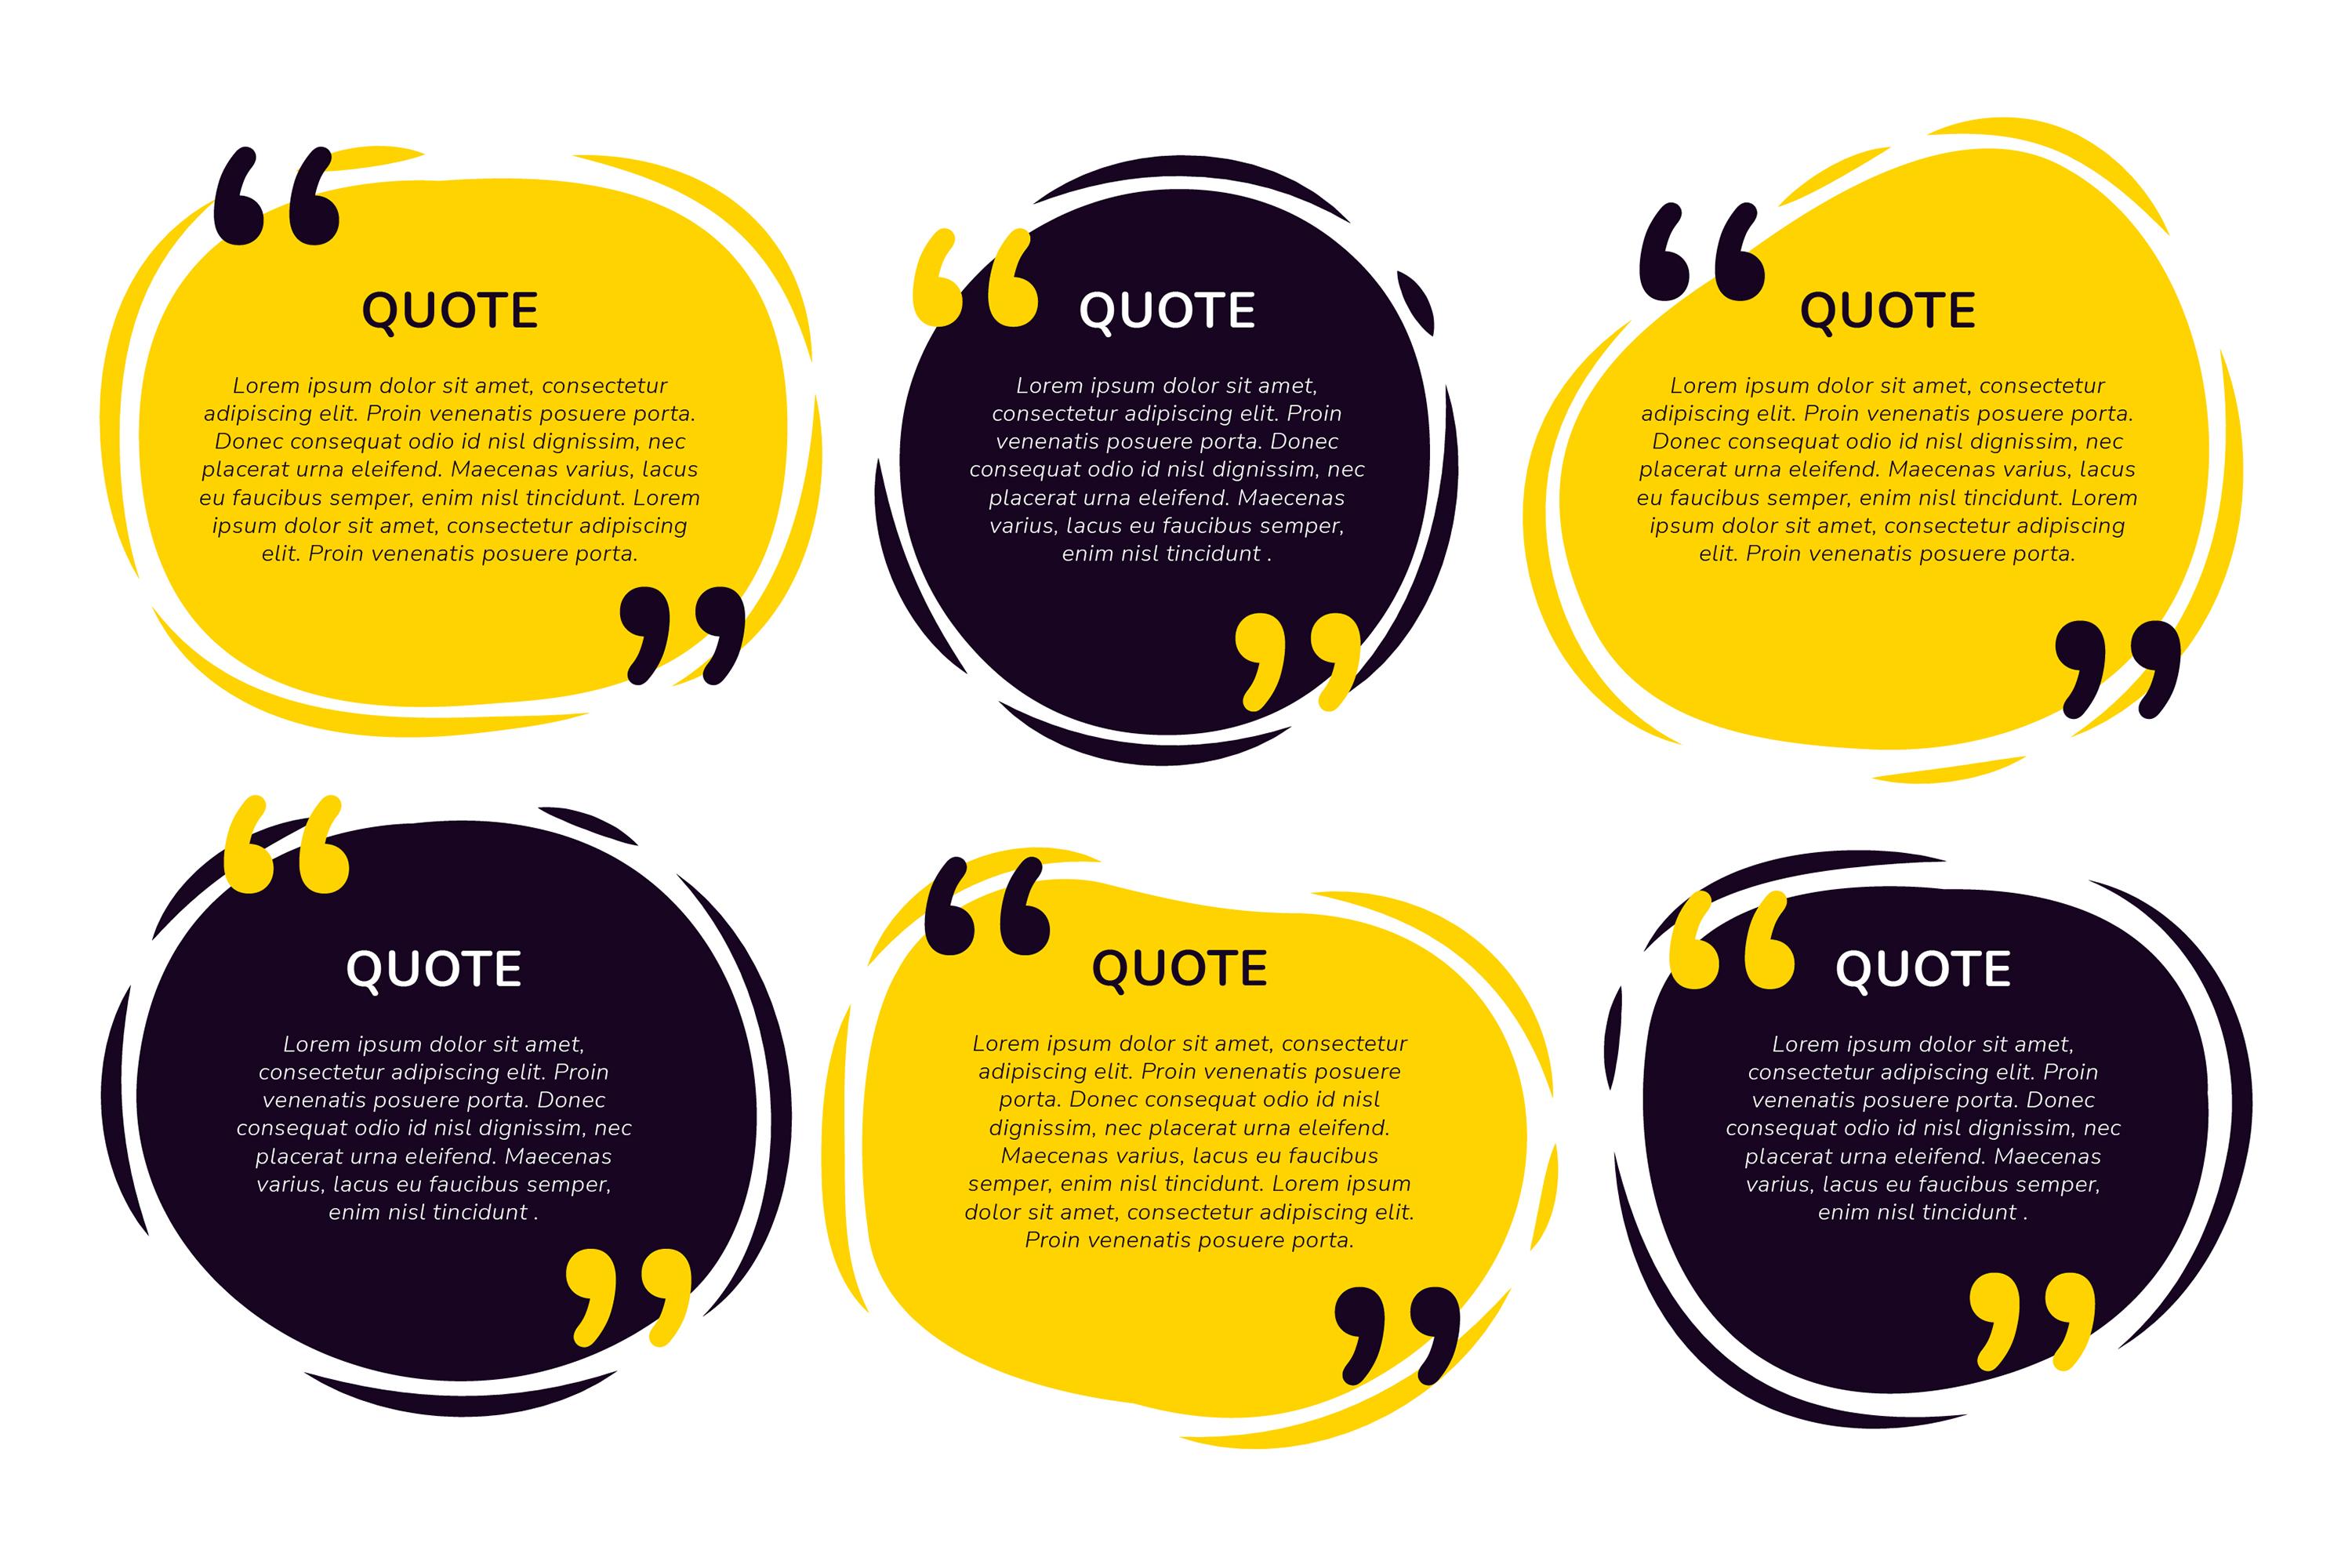 QUOTE
Lorem ipsum dolor sit amet, consectetur
adipiscing elit. Proin venenatis posuere porta.
Donec consequat odio id nisl dignissim, nec
placerat urna eleifend. Maecenas varius, lacus
eu faucibus semper, enim nisl tincidunt. Lorem
ipsum dolor sit amet, consectetur adipiscing
elit. Proin venenatis posuere porta.
QUOTE
Lorem ipsum dolor sit amet,
consectetur adipiscing elit. Proin
venenatis posuere porta. Donec
consequat odio id nisl dignissim, nec
placerat urna eleifend. Maecenas
varius, lacus eu faucibus semper,
enim nisl tincidunt .
QUOTE
Lorem ipsum dolor sit amet, consectetur
adipiscing elit. Proin venenatis posuere porta.
Donec consequat odio id nisl dignissim, nec
placerat urna eleifend. Maecenas varius, lacus
eu faucibus semper, enim nisl tincidunt. Lorem
ipsum dolor sit amet, consectetur adipiscing
elit. Proin venenatis posuere porta.
QUOTE
Lorem ipsum dolor sit amet,
consectetur adipiscing elit. Proin
venenatis posuere porta. Donec
consequat odio id nisl dignissim, nec
placerat urna eleifend. Maecenas
varius, lacus eu faucibus semper,
enim nisl tincidunt .
QUOTE
Lorem ipsum dolor sit amet, consectetur
adipiscing elit. Proin venenatis posuere
porta. Donec consequat odio id nisl
dignissim, nec placerat urna eleifend.
Maecenas varius, lacus eu faucibus
semper, enim nisl tincidunt. Lorem ipsum
dolor sit amet, consectetur adipiscing elit.
Proin venenatis posuere porta.
QUOTE
Lorem ipsum dolor sit amet,
consectetur adipiscing elit. Proin
venenatis posuere porta. Donec
consequat odio id nisl dignissim, nec
placerat urna eleifend. Maecenas
varius, lacus eu faucibus semper,
enim nisl tincidunt .